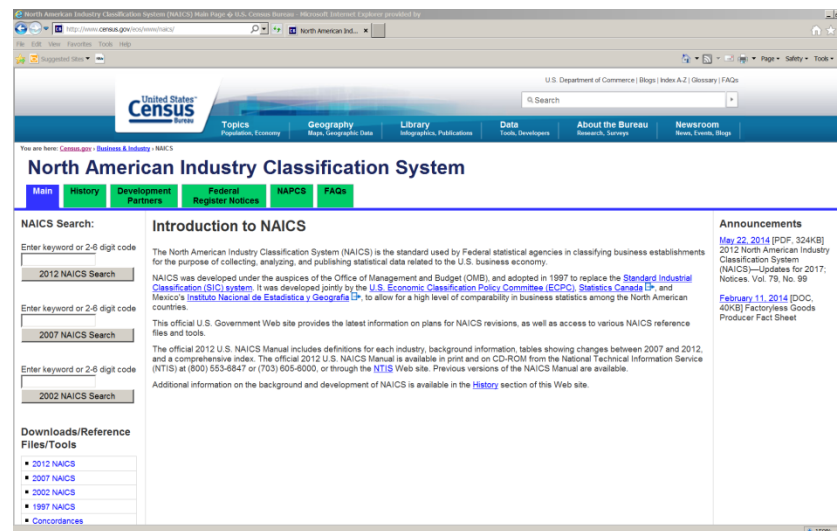 North American Industry Classification System (NAICS) Main Page � U.S. Census Bureau - Microsoft Internet Explorer provided by
http://www.census.gov/eos/www/naics/
North American Ind...
File Edit View Favorites Tools Help
Suggested Sites
Page Safety Tools
U.S. Department of Commerce | Blogs | Index A-Z | Glossary | FAQs
United States™
Census
Bureau
Search
Topics
Population, Economy
Geography
Maps, Geographic Data
Library
Infographics, Publications
Data
Tools, Developers
About the Bureau
Research, Surveys
Newsroom
News, Events, Blogs
You are here: Census.gov › Business & Industry › NAICS
North American Industry Classification System
Main
History
Development
Partners
Federal
Register Notices
NAPCS
FAQs
NAICS Search:
Enter keyword or 2-6 digit code
2012 NAICS Search
Enter keyword or 2-6 digit code
2007 NAICS Search
Enter keyword or 2-6 digit code
2002 NAICS Search
Downloads/Reference
Files/Tools
2012 NAICS
2007 NAICS
2002 NAICS
1997 NAICS
Concordances
Introduction to NAICS
The North American Industry Classification System (NAICS) is the standard used by Federal statistical agencies in classifying business establishments
for the purpose of collecting, analyzing, and publishing statistical data related to the U.S. business economy.
NAICS was developed under the auspices of the Office of Management and Budget (OMB), and adopted in 1997 to replace the Standard Industrial
Classification (SIC) system. It was developed jointly by the U.S. Economic Classification Policy Committee (ECPC), Statistics Canada, and
Mexico's Instituto Nacional de Estadistica y Geografia, to allow for a high level of comparability in business statistics among the North American
countries.
This official U.S. Government Web site provides the latest information on plans for NAICS revisions, as well as access to various NAICS reference
files and tools.
The official 2012 U.S. NAICS Manual includes definitions for each industry, background information, tables showing changes between 2007 and 2012,
and a comprehensive index. The official 2012 U.S. NAICS Manual is available in print and on CD-ROM from the National Technical Information Service
(NTIS) at (800) 553-6847 or (703) 605-6000, or through the NTIS Web site. Previous versions of the NAICS Manual are available.
Additional information on the background and development of NAICS is available in the History section of this Web site.
Announcements
May 22, 2014 [PDF, 324KB]
2012 North American Industry
Classification System
(NAICS)—Updates for 2017;
Notices. Vol. 79, No. 99
February 11, 2014 [DOC,
40KB] Factoryless Goods
Producer Fact Sheet